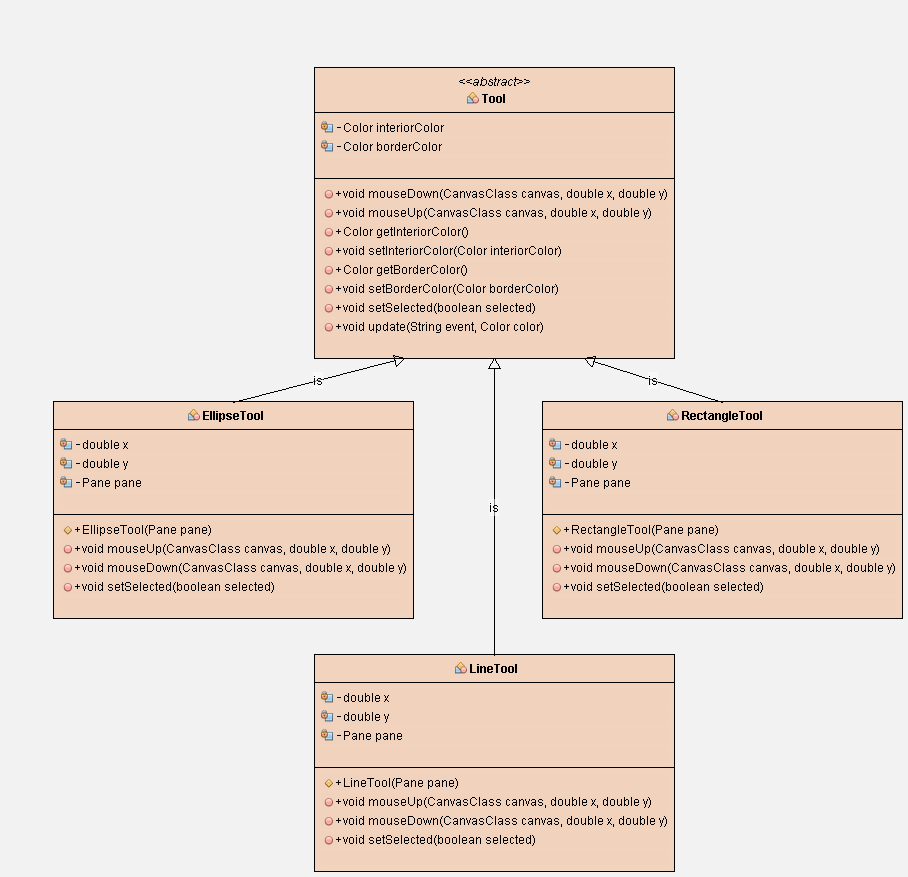 <<abstract>>
Tool
-Color interiorColor
-Color borderColor
+void mouseDown(CanvasClass canvas, double x, double y)
+void mouseUp(CanvasClass canvas, double x, double y)
+Color getInteriorColor()
+void setInteriorColor(Color interiorColor)
+Color getBorderColor()
+void setBorderColor(Color borderColor)
+void setSelected(boolean selected)
+void update(String event, Color color)
is
is
EllipseTool
-double x
-double y
-Pane pane
+EllipseTool(Pane pane)
+void mouseUp(CanvasClass canvas, double x, double y)
+void mouseDown(CanvasClass canvas, double x, double y)
+void setSelected(boolean selected)
is
RectangleTool
-double x
-double y
-Pane pane
+RectangleTool(Pane pane)
+void mouseUp(CanvasClass canvas, double x, double y)
+void mouseDown(CanvasClass canvas, double x, double y)
+void setSelected(boolean selected)
LineTool
-double x
-double y
-Pane pane
+LineTool(Pane pane)
+void mouseUp(CanvasClass canvas, double x, double y)
+void mouseDown(CanvasClass canvas, double x, double y)
+void setSelected(boolean selected)